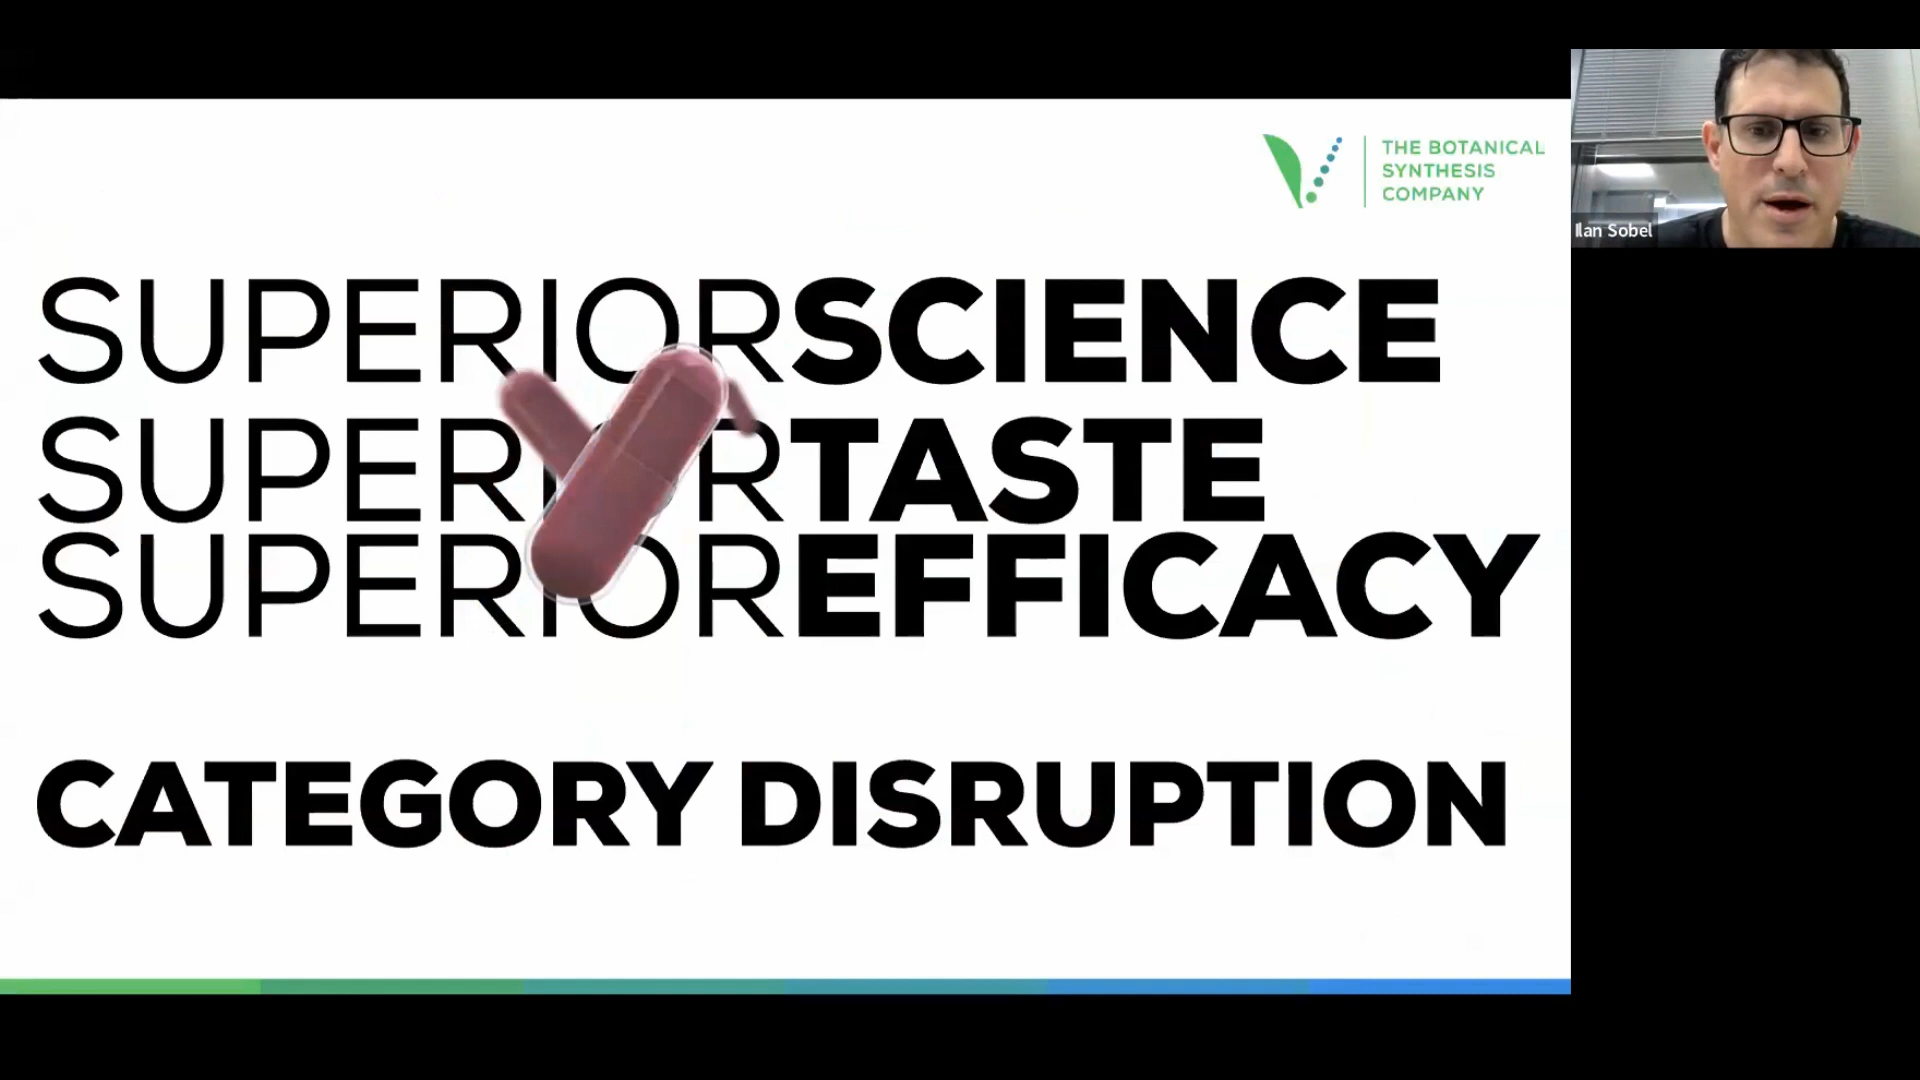 THE BOTANICAL
SYNTHESIS
COMPANY
Ilan Sobel
SUPERIORSCIENCE
SUPERIORTASTE
SUPERIOREFFICACY
CATEGORY DISRUPTION